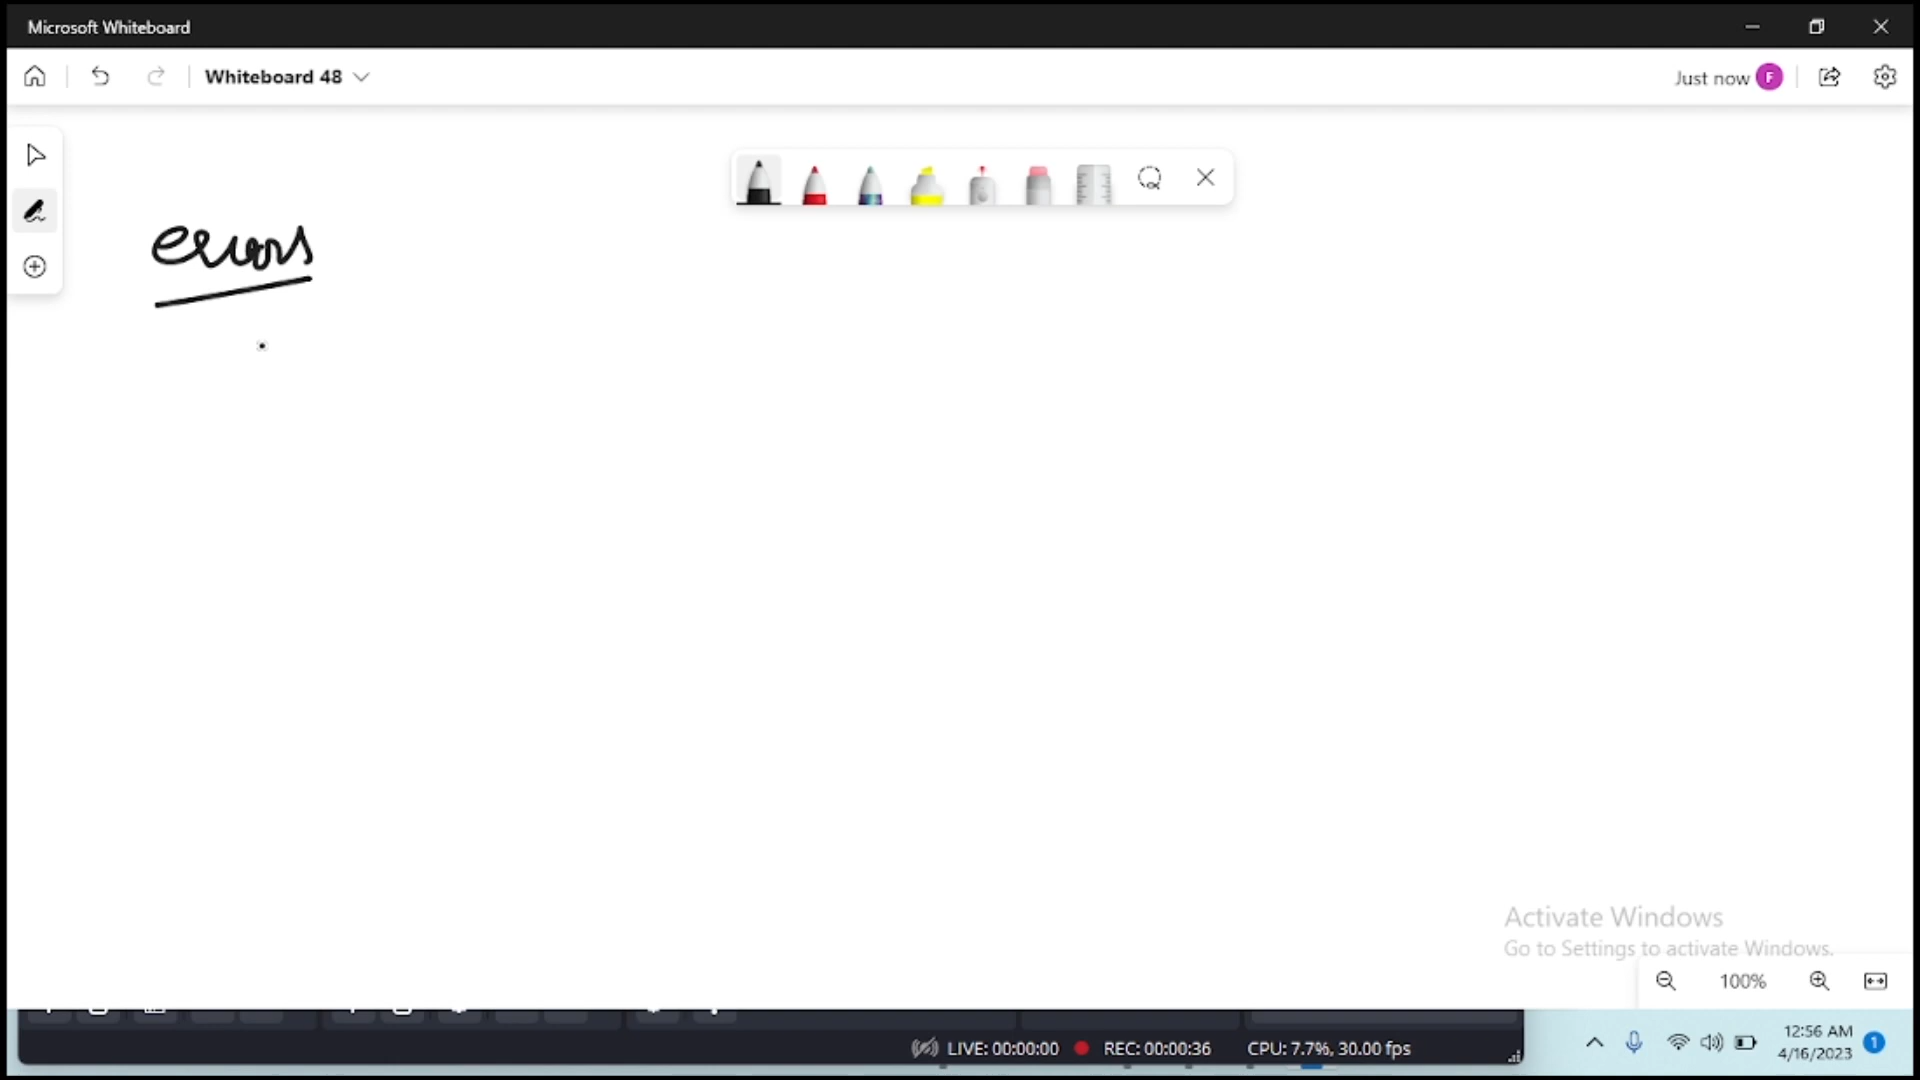 Microsoft Whiteboard
Whiteboard 48
Just now F
errors
Activate Windows
Go to Settings to activate Windows.
100%
LIVE: 00:00:00 REC: 00:00:36 CPU: 7.7%, 30.00 fps
12:56 AM
4/16/2023
1